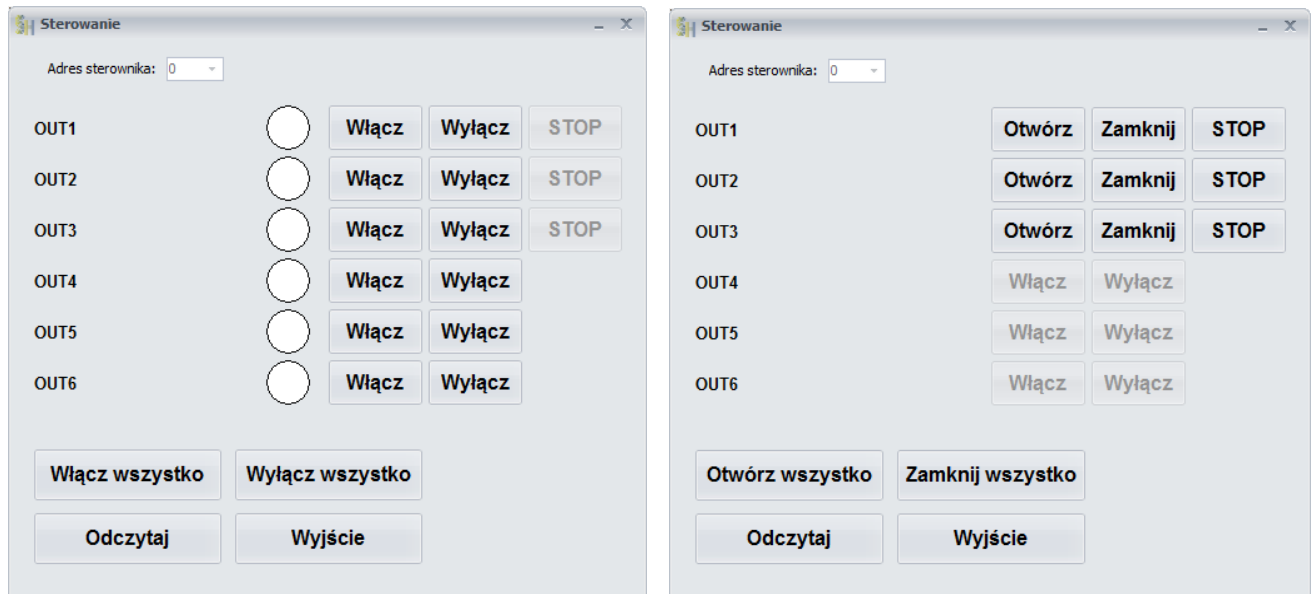 Sterowanie
Adres sterownika: 0
OUT1 Włącz Wyłącz STOP
OUT2 Włącz Wyłącz STOP
OUT3 Włącz Wyłącz STOP
OUT4 Włącz Wyłącz
OUT5 Włącz Wyłącz
OUT6 Włącz Wyłącz
Włącz wszystko Wyłącz wszystko
Odczytaj Wyjście
Sterowanie
Adres sterownika: 0
OUT1 Otwórz Zamknij STOP
OUT2 Otwórz Zamknij STOP
OUT3 Otwórz Zamknij STOP
OUT4 Włącz Wyłącz
OUT5 Włącz Wyłącz
OUT6 Włącz Wyłącz
Otwórz wszystko Zamknij wszystko
Odczytaj Wyjście